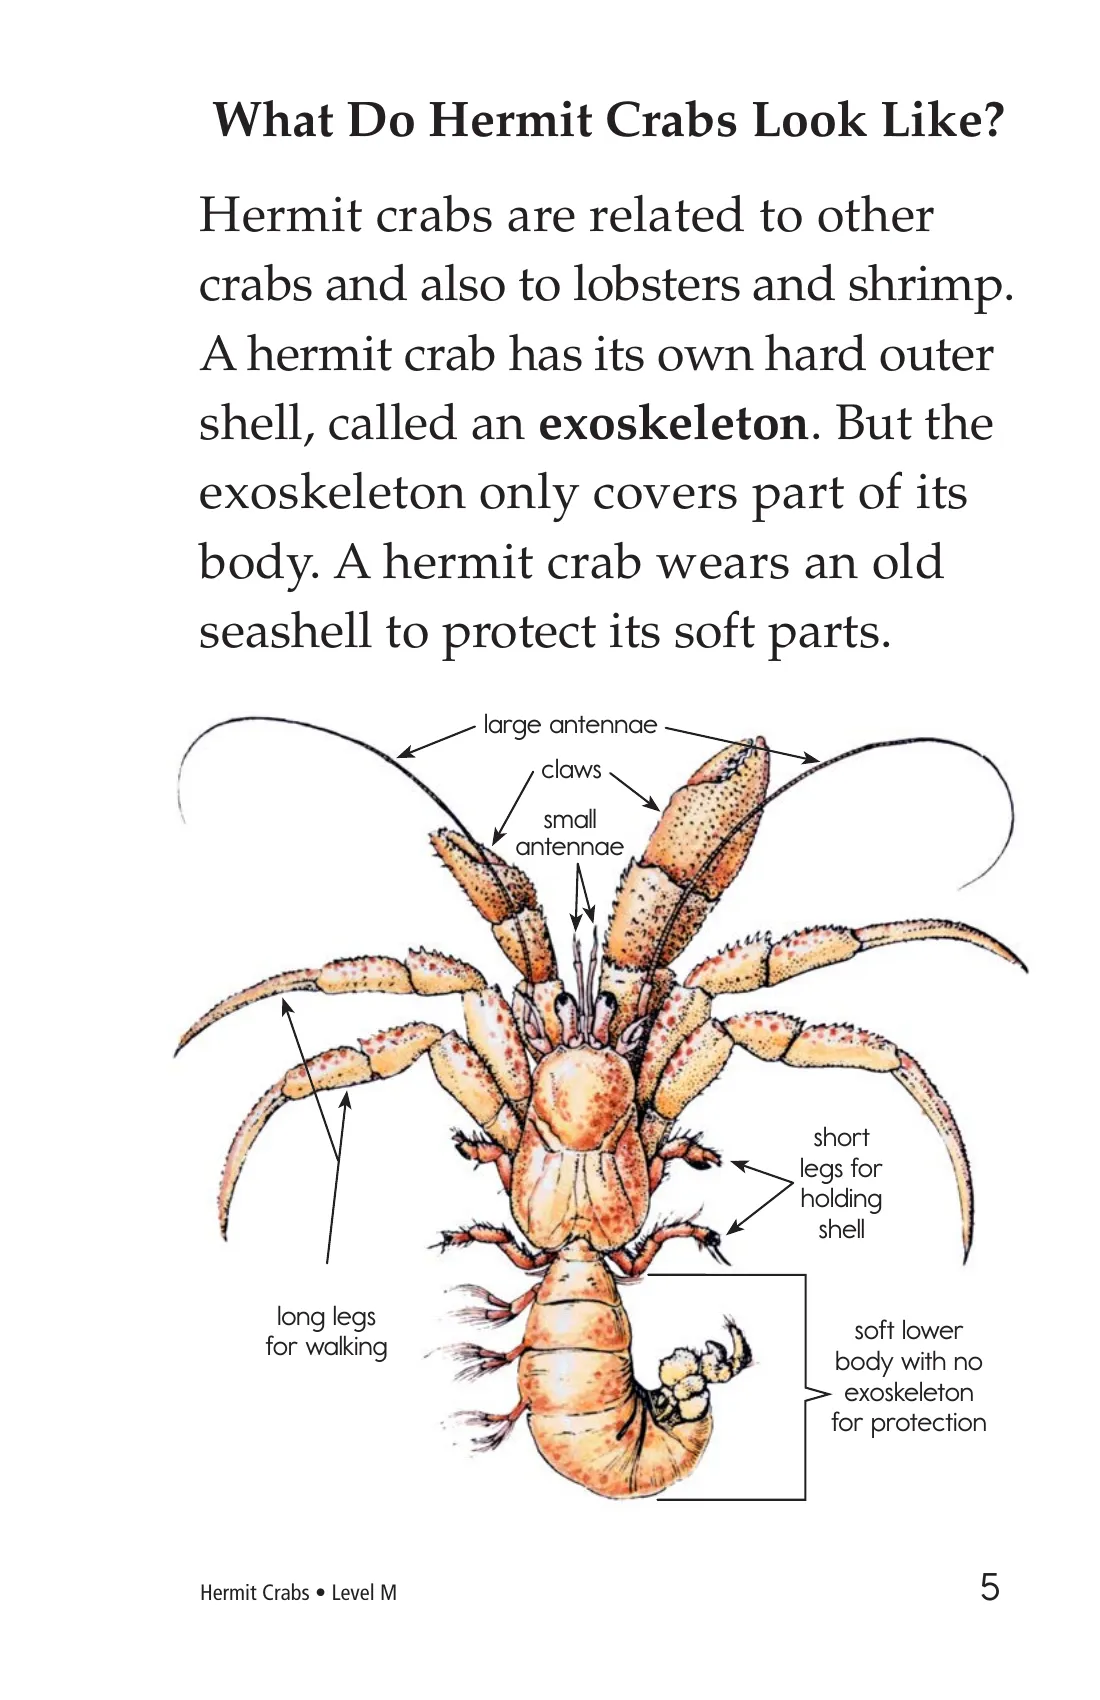 What Do Hermit Crabs Look Like?
Hermit crabs are related to other
crabs and also to lobsters and shrimp.
A hermit crab has its own hard outer
shell, called an exoskeleton. But the
exoskeleton only covers part of its
body. A hermit crab wears an old
seashell to protect its soft parts.
large antennae
claws
small
antennae
short
legs for
holding
shell
long legs
for walking
soft lower
body with no
exoskeleton
for protection
Hermit Crabs • Level M
5